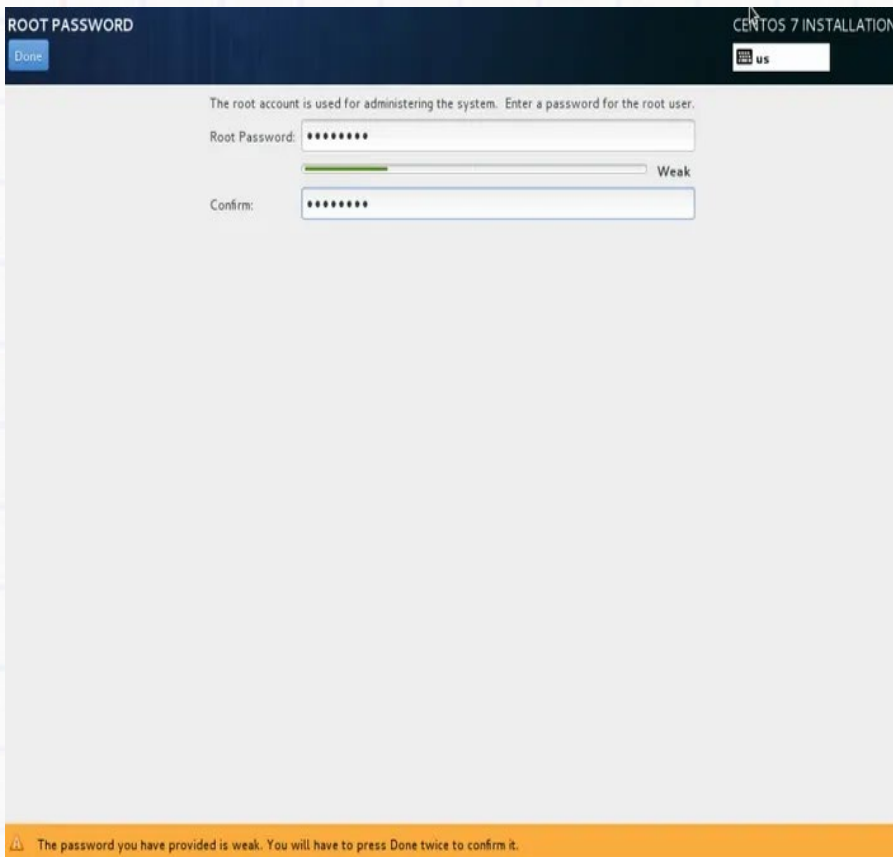 ROOT PASSWORD
CENTOS 7 INSTALLATION
Done
us
The root account is used for administering the system. Enter a password for the root user.
Root Password: ••••••••
Weak
Confirm: ••••••••
The password you have provided is weak. You will have to press Done twice to confirm it.